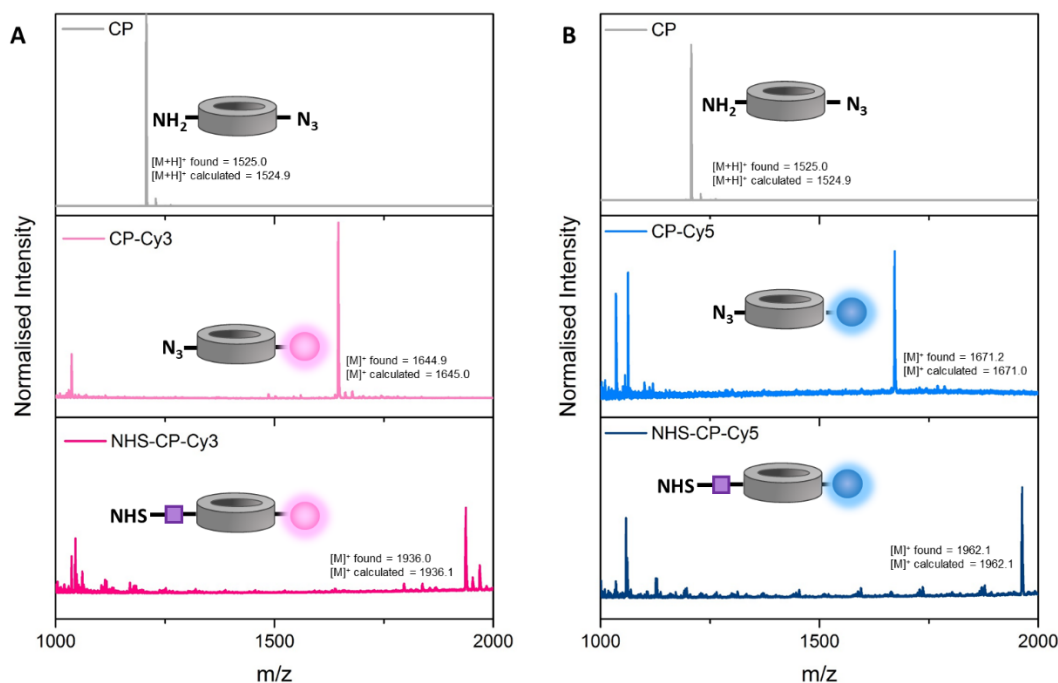 A
CP
NH2
N3
[M+H]+ found = 1525.0
[M+H]+ calculated = 1524.9
CP-Cy3
N3
[M]+ found = 1644.9
[M]+ calculated = 1645.0
NHS-CP-Cy3
NHS
[M]+ found = 1936.0
[M]+ calculated = 1936.1
Normalised Intensity
1000
1500
2000
m/z
B
CP
NH2
N3
[M+H]+ found = 1525.0
[M+H]+ calculated = 1524.9
CP-Cy5
N3
[M]+ found = 1671.2
[M]+ calculated = 1671.0
NHS-CP-Cy5
NHS
[M]+ found = 1962.1
[M]+ calculated = 1962.1
Normalised Intensity
1000
1500
2000
m/z